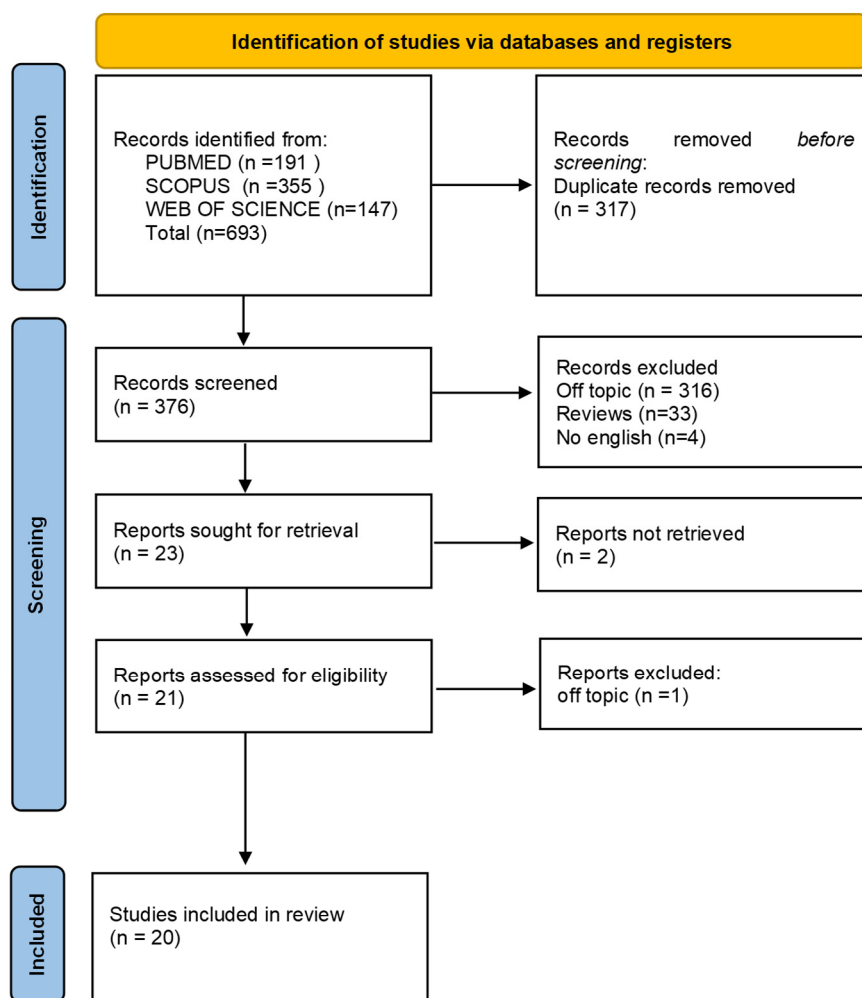 Identification of studies via databases and registers
Identification
Records identified from:
PUBMED (n =191 )
SCOPUS (n =355 )
WEB OF SCIENCE (n=147)
Total (n=693)
Records removed before
screening:
Duplicate records removed
(n = 317)
Screening
Records screened
(n = 376)
Records excluded
Off topic (n = 316)
Reviews (n=33)
No english (n=4)
Reports sought for retrieval
(n = 23)
Reports not retrieved
(n = 2)
Reports assessed for eligibility
(n = 21)
Reports excluded:
off topic (n =1)
Included
Studies included in review
(n = 20)